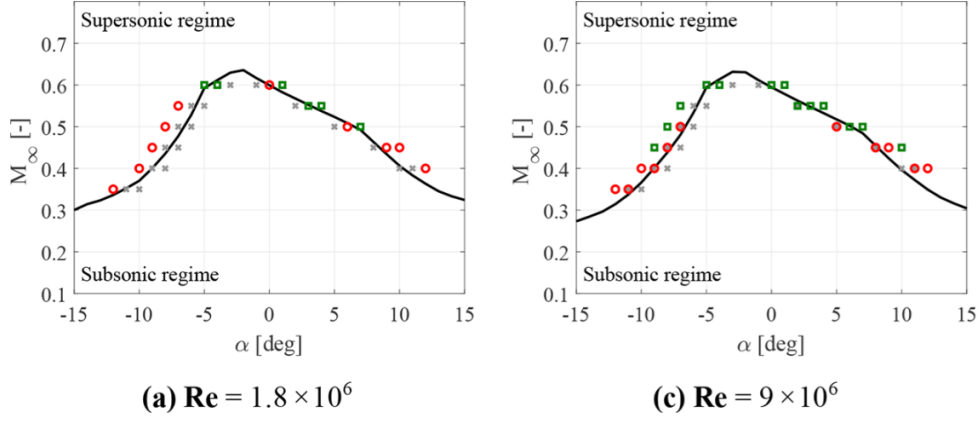 Supersonic regime
0.7
0.6
0.5
0.4
0.3
0.2
0.1
M∞ [-]
Subsonic regime
-15 -10 -5 0 5 10 15
α [deg]
(a) Re = 1.8 × 10⁶
Supersonic regime
0.7
0.6
0.5
0.4
0.3
0.2
0.1
M∞ [-]
Subsonic regime
-15 -10 -5 0 5 10 15
α [deg]
(c) Re = 9 × 10⁶